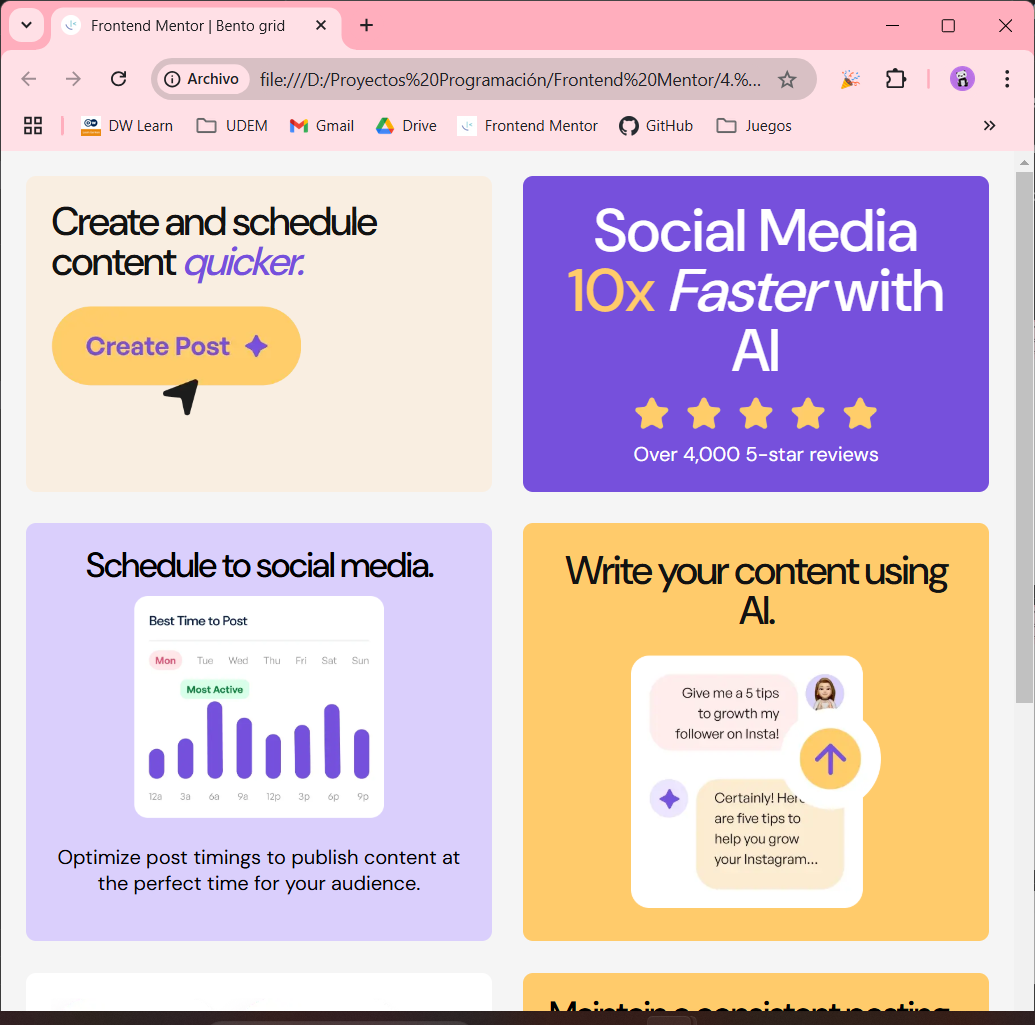 Frontend Mentor | Bento grid
Archivo
file:///D:/Proyectos%20Programación/Frontend%20Mentor/4.%...
DW Learn
UDEM
Gmail
Drive
Frontend Mentor
GitHub
Juegos
Create and schedule
content quicker.
Create Post
Social Media
10x Faster with
AI
Over 4,000 5-star reviews
Schedule to social media.
Best Time to Post
Mon Tue Wed Thu Fri Sat Sun
Most Active
12a 3a 6a 9a 12p 3p 6p 9p
Optimize post timings to publish content at
the perfect time for your audience.
Write your content using
AI.
Give me a 5 tips
to growth my
follower on Insta!
Certainly! Here
are five tips to
help you grow
your Instagram...
Maintain a consistent posting